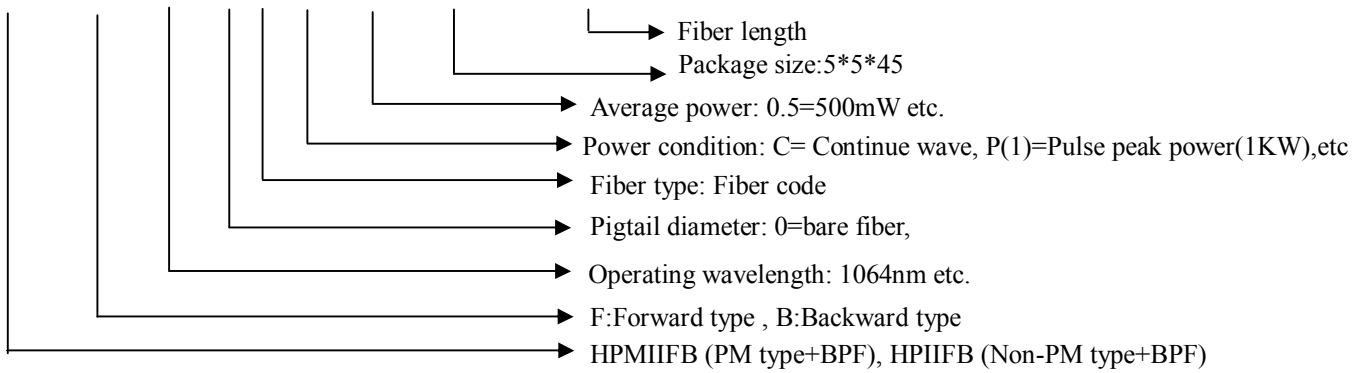 Fiber length
Package size:5*5*45
Average power: 0.5=500mW etc.
Power condition: C= Continue wave, P(1)=Pulse peak power(1KW),etc
Fiber type: Fiber code
Pigtail diameter: 0=bare fiber,
Operating wavelength: 1064nm etc.
F:Forward type , B:Backward type
HPMIIFB (PM type+BPF), HPIIFB (Non-PM type+BPF)